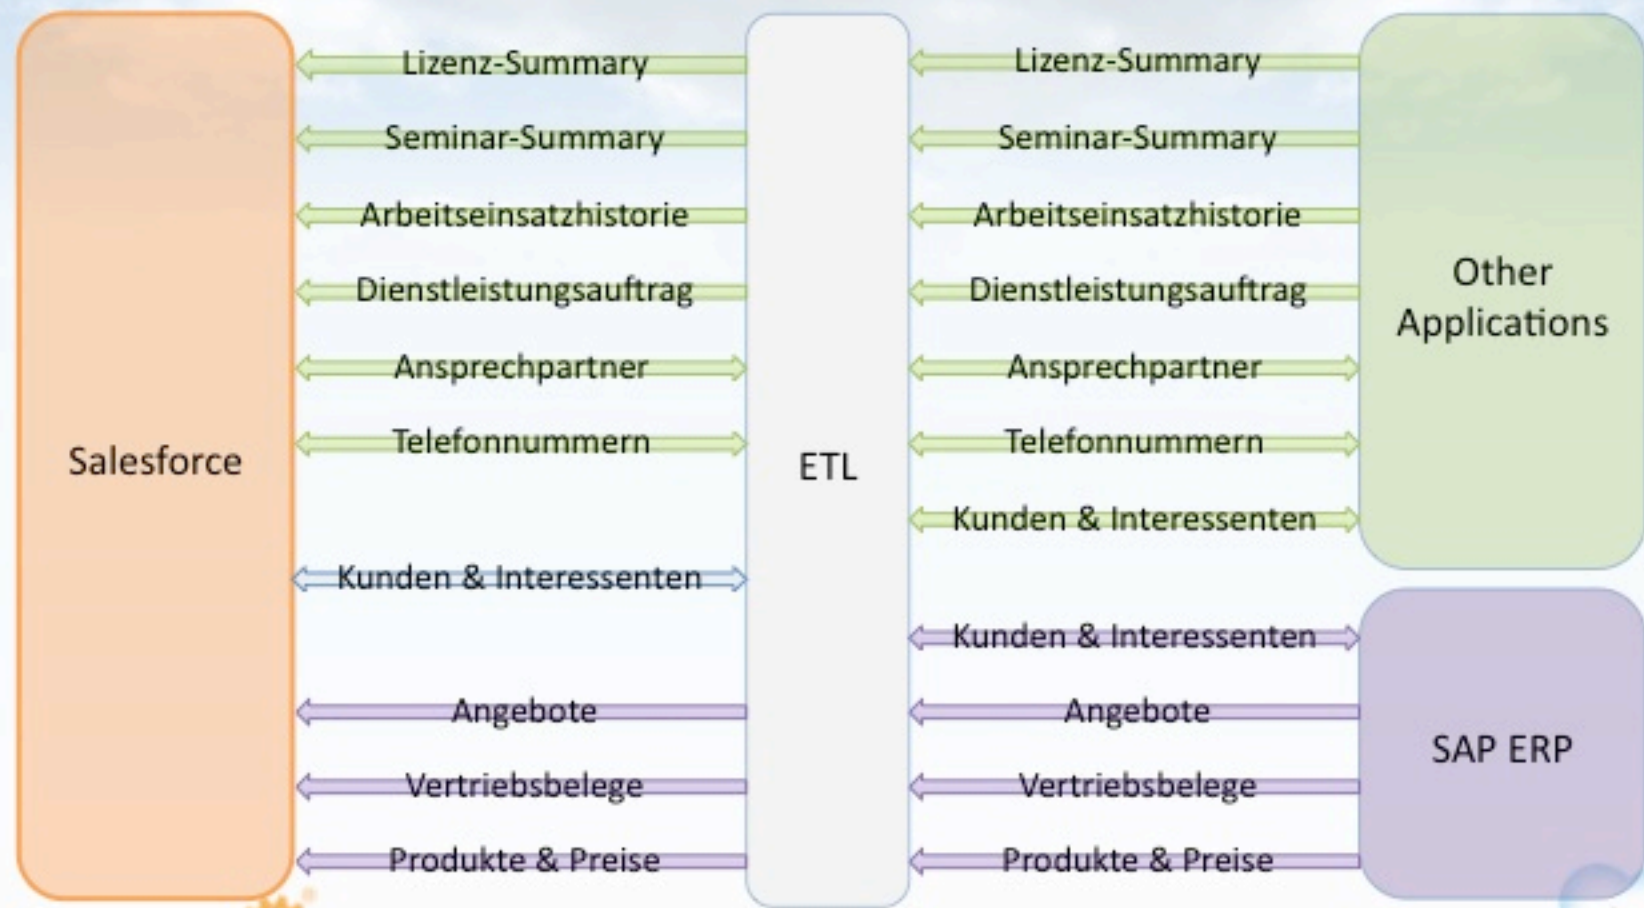 Lizenz-Summary
Lizenz-Summary
Seminar-Summary
Seminar-Summary
Arbeitseinsatzhistorie
Arbeitseinsatzhistorie
Dienstleistungsauftrag
Dienstleistungsauftrag
Other
Applications
Ansprechpartner
Ansprechpartner
Telefonnummern
Telefonnummern
Salesforce
ETL
Kunden & Interessenten
Kunden & Interessenten
Kunden & Interessenten
Angebote
Angebote
SAP ERP
Vertriebsbelege
Vertriebsbelege
Produkte & Preise
Produkte & Preise